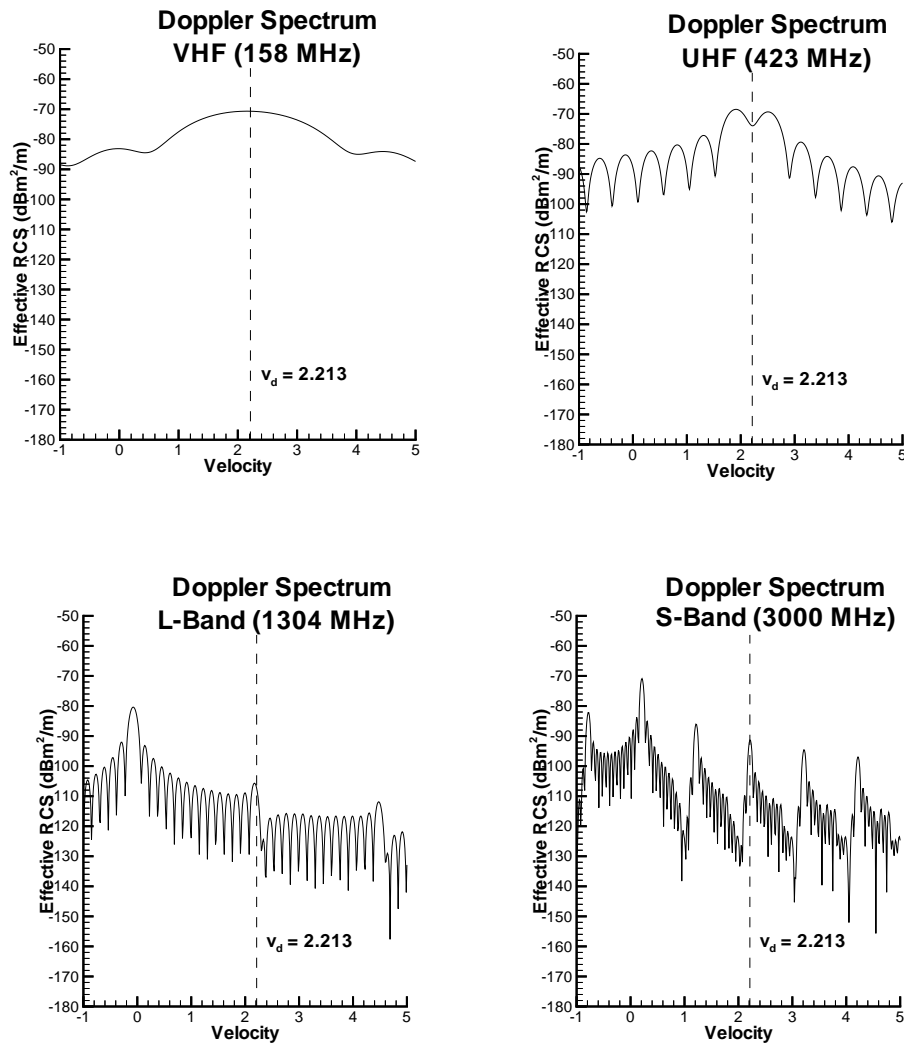 Doppler Spectrum
VHF (158 MHz)
-50
-60
-70
-80
-90
-100
-110
-120
-130
-140
-150
-160
-170
-180
Effective RCS (dBm²/m)
v_d = 2.213
-1 0 1 2 3 4 5
Velocity
Doppler Spectrum
UHF (423 MHz)
-50
-60
-70
-80
-90
-100
-110
-120
-130
-140
-150
-160
-170
-180
Effective RCS (dBm²/m)
v_d = 2.213
-1 0 1 2 3 4 5
Velocity
Doppler Spectrum
L-Band (1304 MHz)
-50
-60
-70
-80
-90
-100
-110
-120
-130
-140
-150
-160
-170
-180
Effective RCS (dBm²/m)
v_d = 2.213
-1 0 1 2 3 4 5
Velocity
Doppler Spectrum
S-Band (3000 MHz)
-50
-60
-70
-80
-90
-100
-110
-120
-130
-140
-150
-160
-170
-180
Effective RCS (dBm²/m)
v_d = 2.213
-1 0 1 2 3 4 5
Velocity